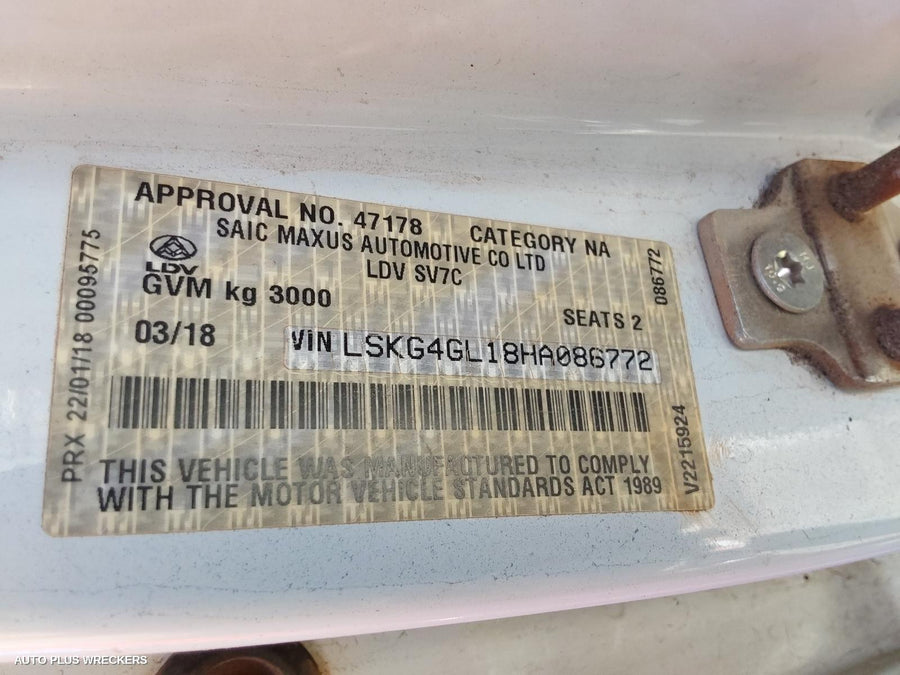 APPROVAL NO. 47178 CATEGORY NA
SAIC MAXUS AUTOMOTIVE CO LTD
LDV
LDV SV7C
GVM kg 3000
SEATS 2
03/18
VIN LSKG4GL18HA086772
THIS VEHICLE WAS MANUFACTURED TO COMPLY
WITH THE MOTOR VEHICLE STANDARDS ACT 1989
PRX 22/01/18 00095775
086772
V2215924
AUTO PLUS WRECKERS